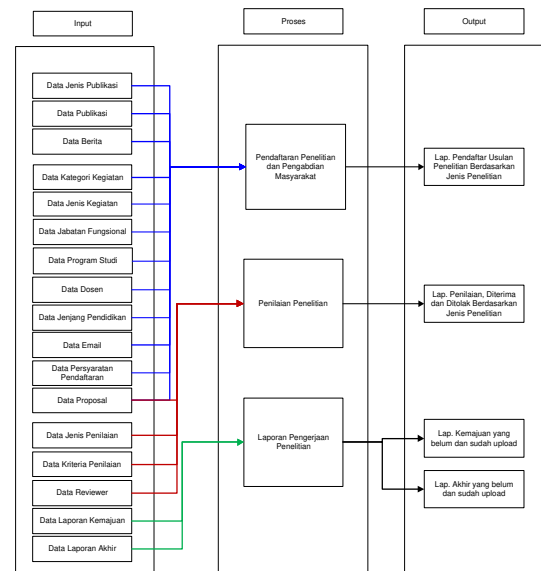 Input
Proses
Output
Data Jenis Publikasi
Data Publikasi
Data Berita
Data Kategori Kegiatan
Data Jenis Kegiatan
Data Jabatan Fungsional
Data Program Studi
Data Dosen
Data Jenjang Pendidikan
Data Email
Data Persyaratan
Pendaftaran
Data Proposal
Data Jenis Penilaian
Data Kriteria Penilaian
Data Reviewer
Data Laporan Kemajuan
Data Laporan Akhir
Pendaftaran Penelitian
dan Pengabdian
Masyarakat
Penilaian Penelitian
Laporan Pengerjaan
Penelitian
Lap. Pendaftar Usulan
Penelitian Berdasarkan
Jenis Penelitian
Lap. Penilaian, Diterima
dan Ditolak Berdasarkan
Jenis Penelitian
Lap. Kemajuan yang
belum dan sudah upload
Lap. Akhir yang belum
dan sudah upload